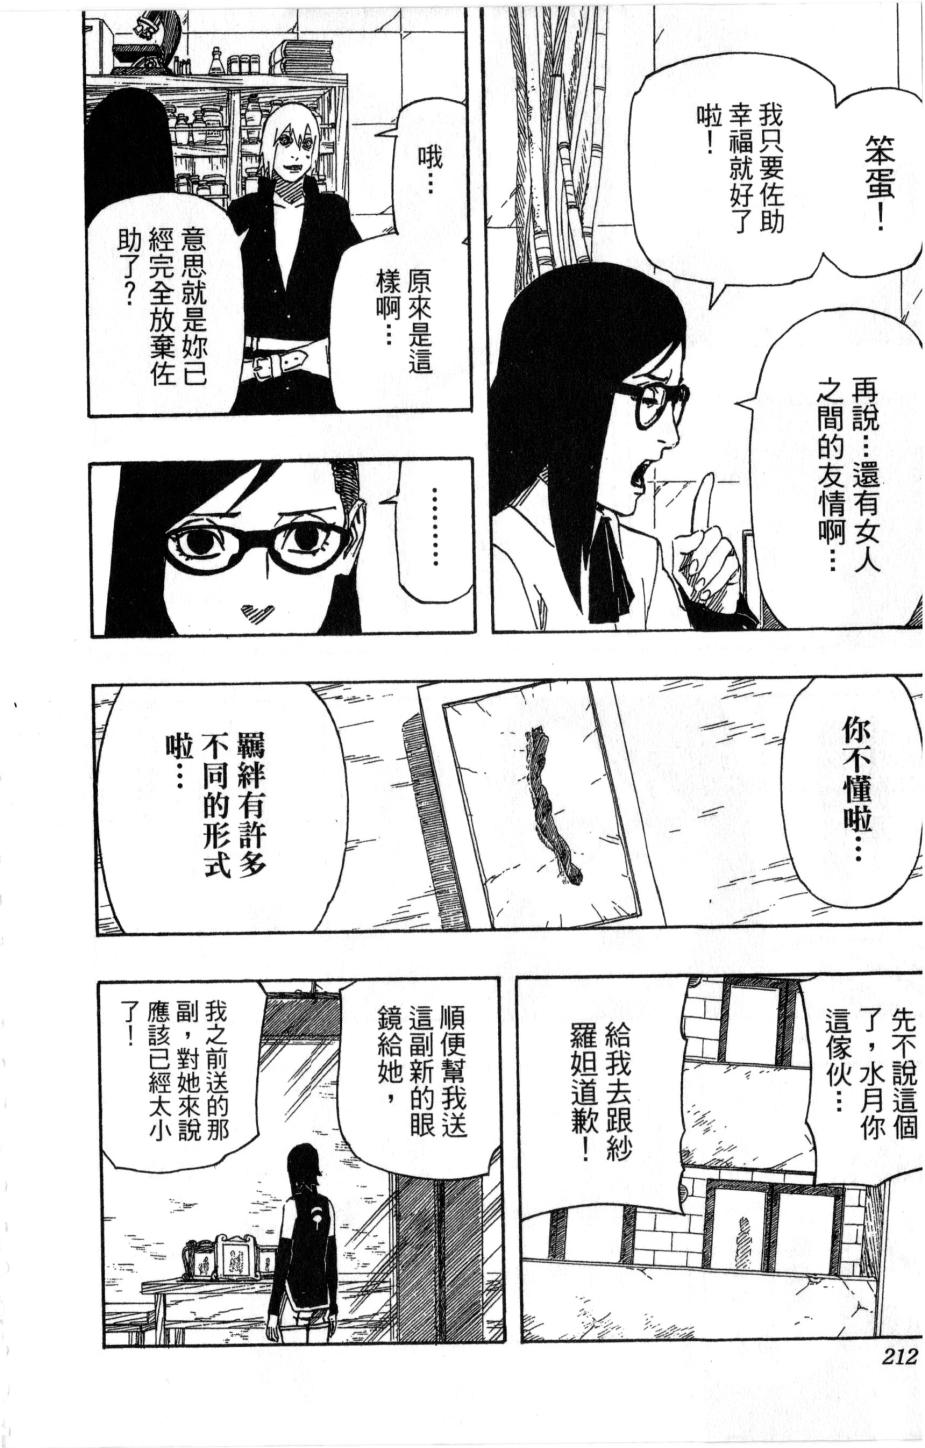 笨蛋！
我只要佐助
幸福就好了
啦！
再說…還有女人
之間的友情啊…
哦…
原來是這
樣啊…
意思就是妳已
經完全放棄佐
助了？
………
你不懂啦…
羈絆有許多
不同的形式
啦…
先不說這個
了，水月你
這傢伙…
給我去跟紗
羅妲道歉！
順便幫我送
這副新的眼
鏡給她，
我之前送的那
副，對她來說
應該已經太小
了！
212